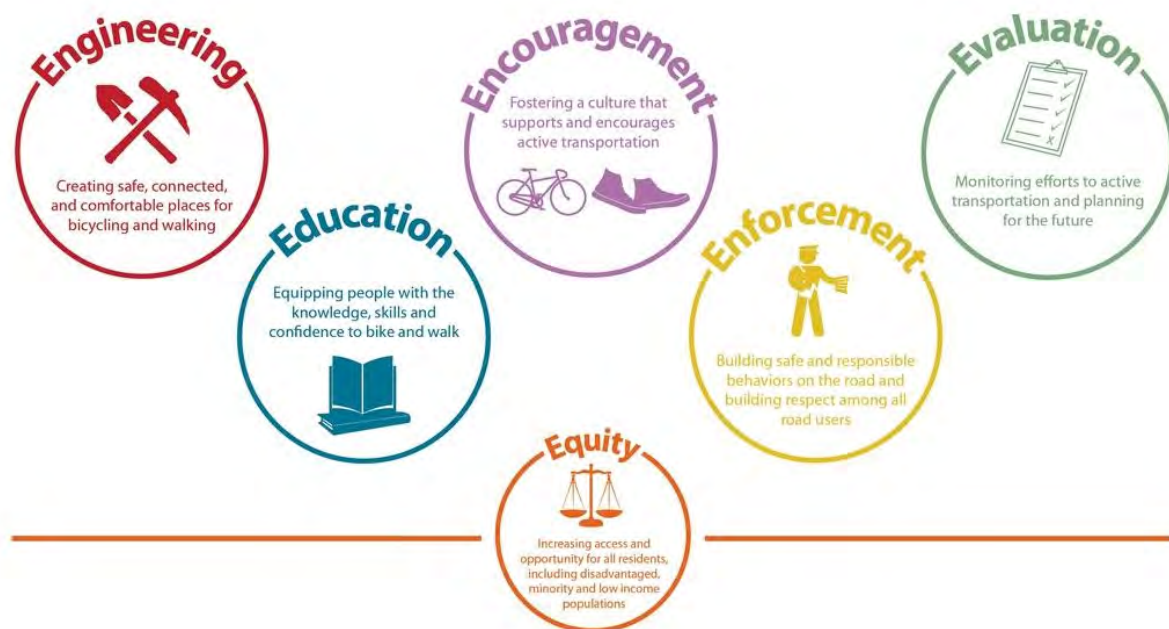 Engineering
Creating safe, connected,
and comfortable places for
bicycling and walking
Education
Equipping people with the
knowledge, skills and
confidence to bike and walk
Encouragement
Fostering a culture that
supports and encourages
active transportation
Enforcement
Building safe and responsible
behaviors on the road and
building respect among all
road users
Evaluation
Monitoring efforts to active
transportation and planning
for the future
Equity
Increasing access and
opportunity for all residents,
including disadvantaged,
minority and low income
populations